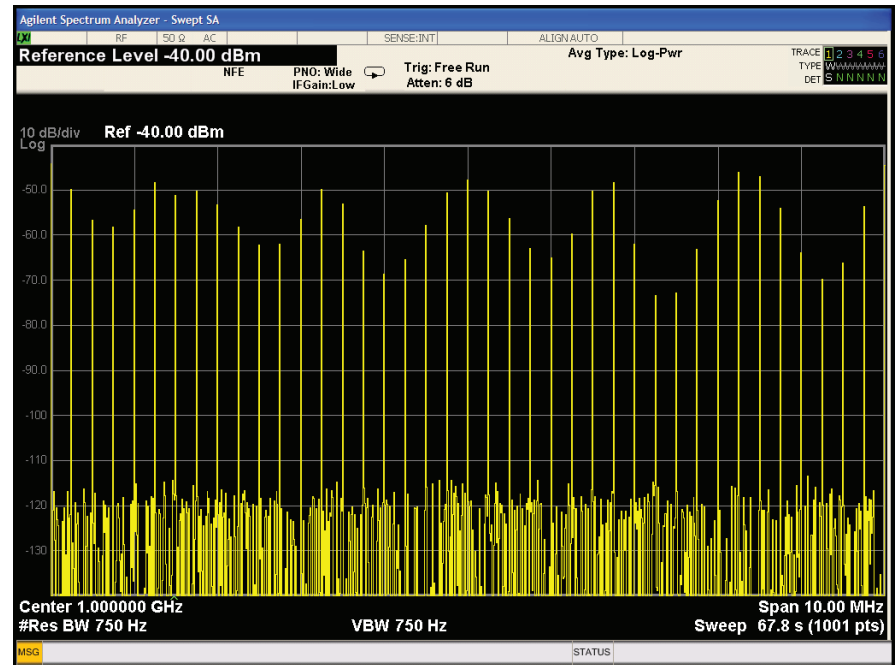 Agilent Spectrum Analyzer - Swept SA
LXI RF 50 Ω AC SENSE:INT ALIGN AUTO
Reference Level -40.00 dBm
NFE
PNO: Wide
IFGain:Low
Trig: Free Run
Atten: 6 dB
Avg Type: Log-Pwr
TRACE 1 2 3 4 5 6
TYPE WWWWWW
DET S N N N N N
10 dB/div Ref -40.00 dBm
Log
-50.0
-60.0
-70.0
-80.0
-90.0
-100
-110
-120
-130
Center 1.000000 GHz Span 10.00 MHz
#Res BW 750 Hz VBW 750 Hz Sweep 67.8 s (1001 pts)
MSG STATUS